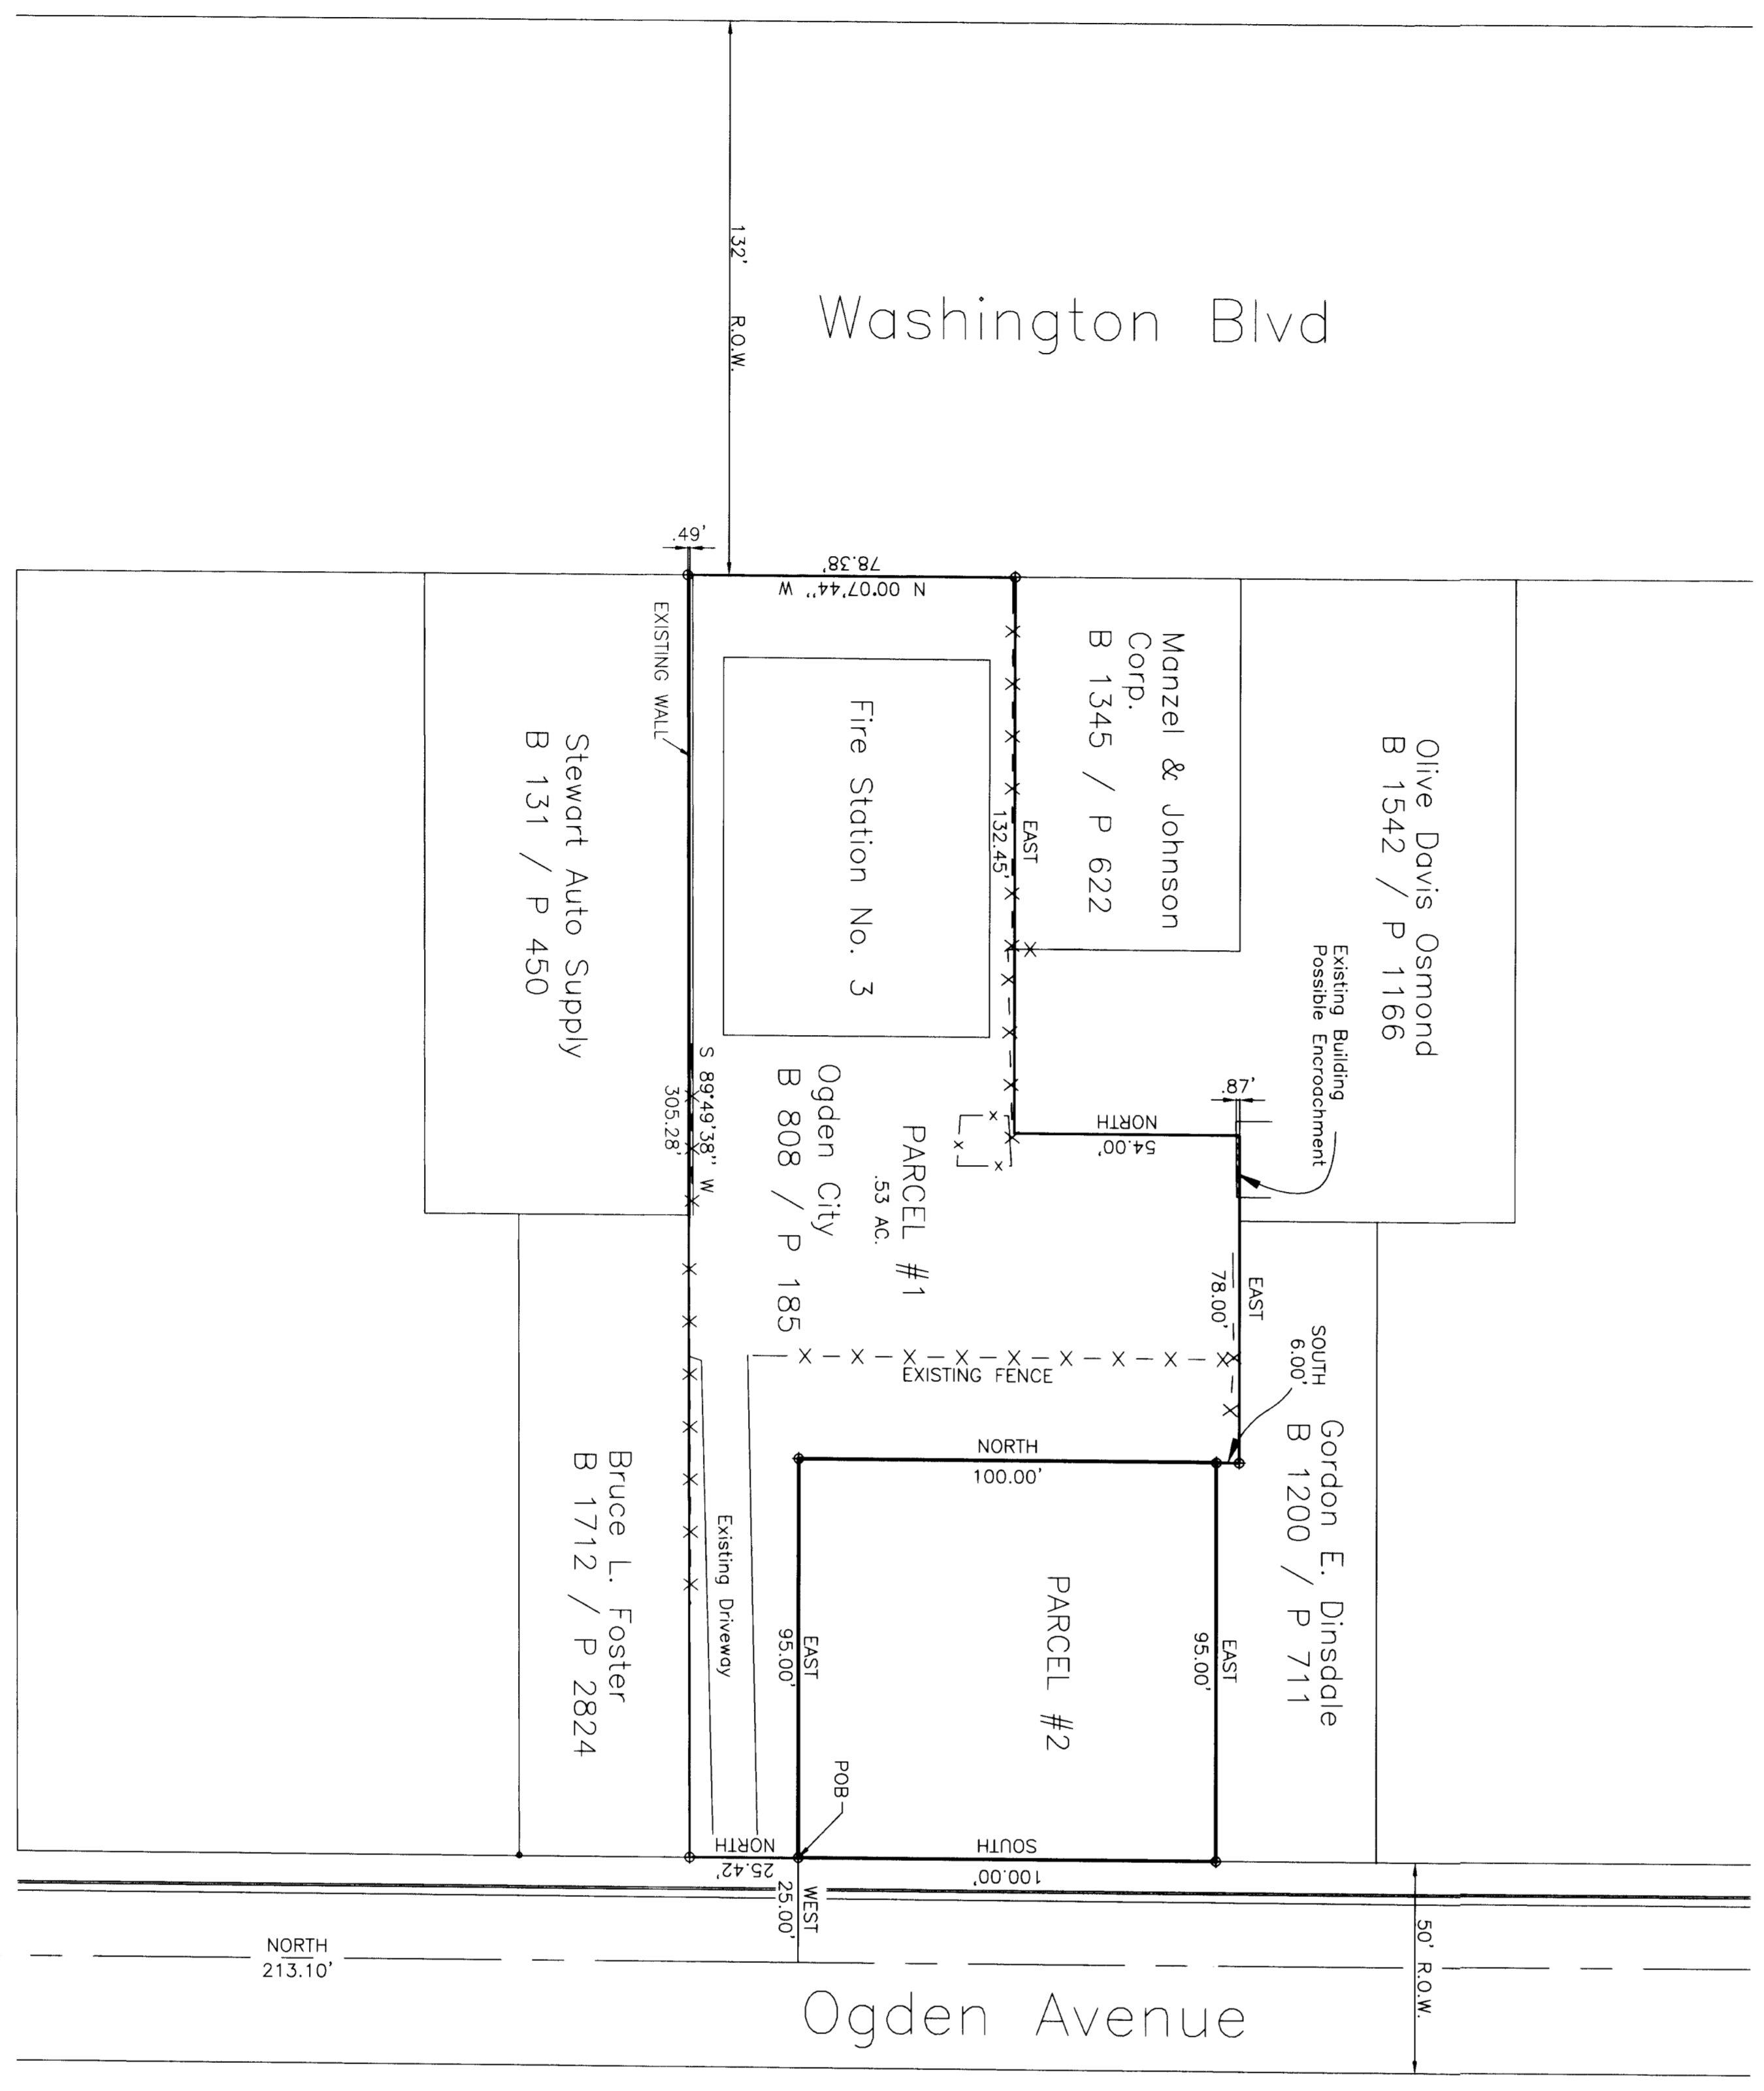 132' R.O.W.
Washington Blvd
.49'
78.38'
N 00°07'44" W
EXISTING WALL
Stewart Auto Supply
B 131 / P 450
Fire Station No. 3
EAST
132.45'
Manzel & Johnson
Corp.
B 1345 / P 622
Olive Davis Osmond
B 1542 / P 1166
Existing Building
Possible Encroachment
.87'
NORTH
54.00'
S 89°49'38" W
305.28'
Ogden City
B 808 / P 185
PARCEL #1
.53 AC.
EAST
78.00'
SOUTH
6.00'
EXISTING FENCE
Gordon E. Dinsdale
B 1200 / P 711
NORTH
100.00'
Bruce L. Foster
B 1712 / P 2824
Existing Driveway
EAST
95.00'
PARCEL #2
EAST
95.00'
POB
NORTH
25.42'
SOUTH
100.00'
WEST
25.00'
50' R.O.W.
NORTH
213.10'
Ogden Avenue